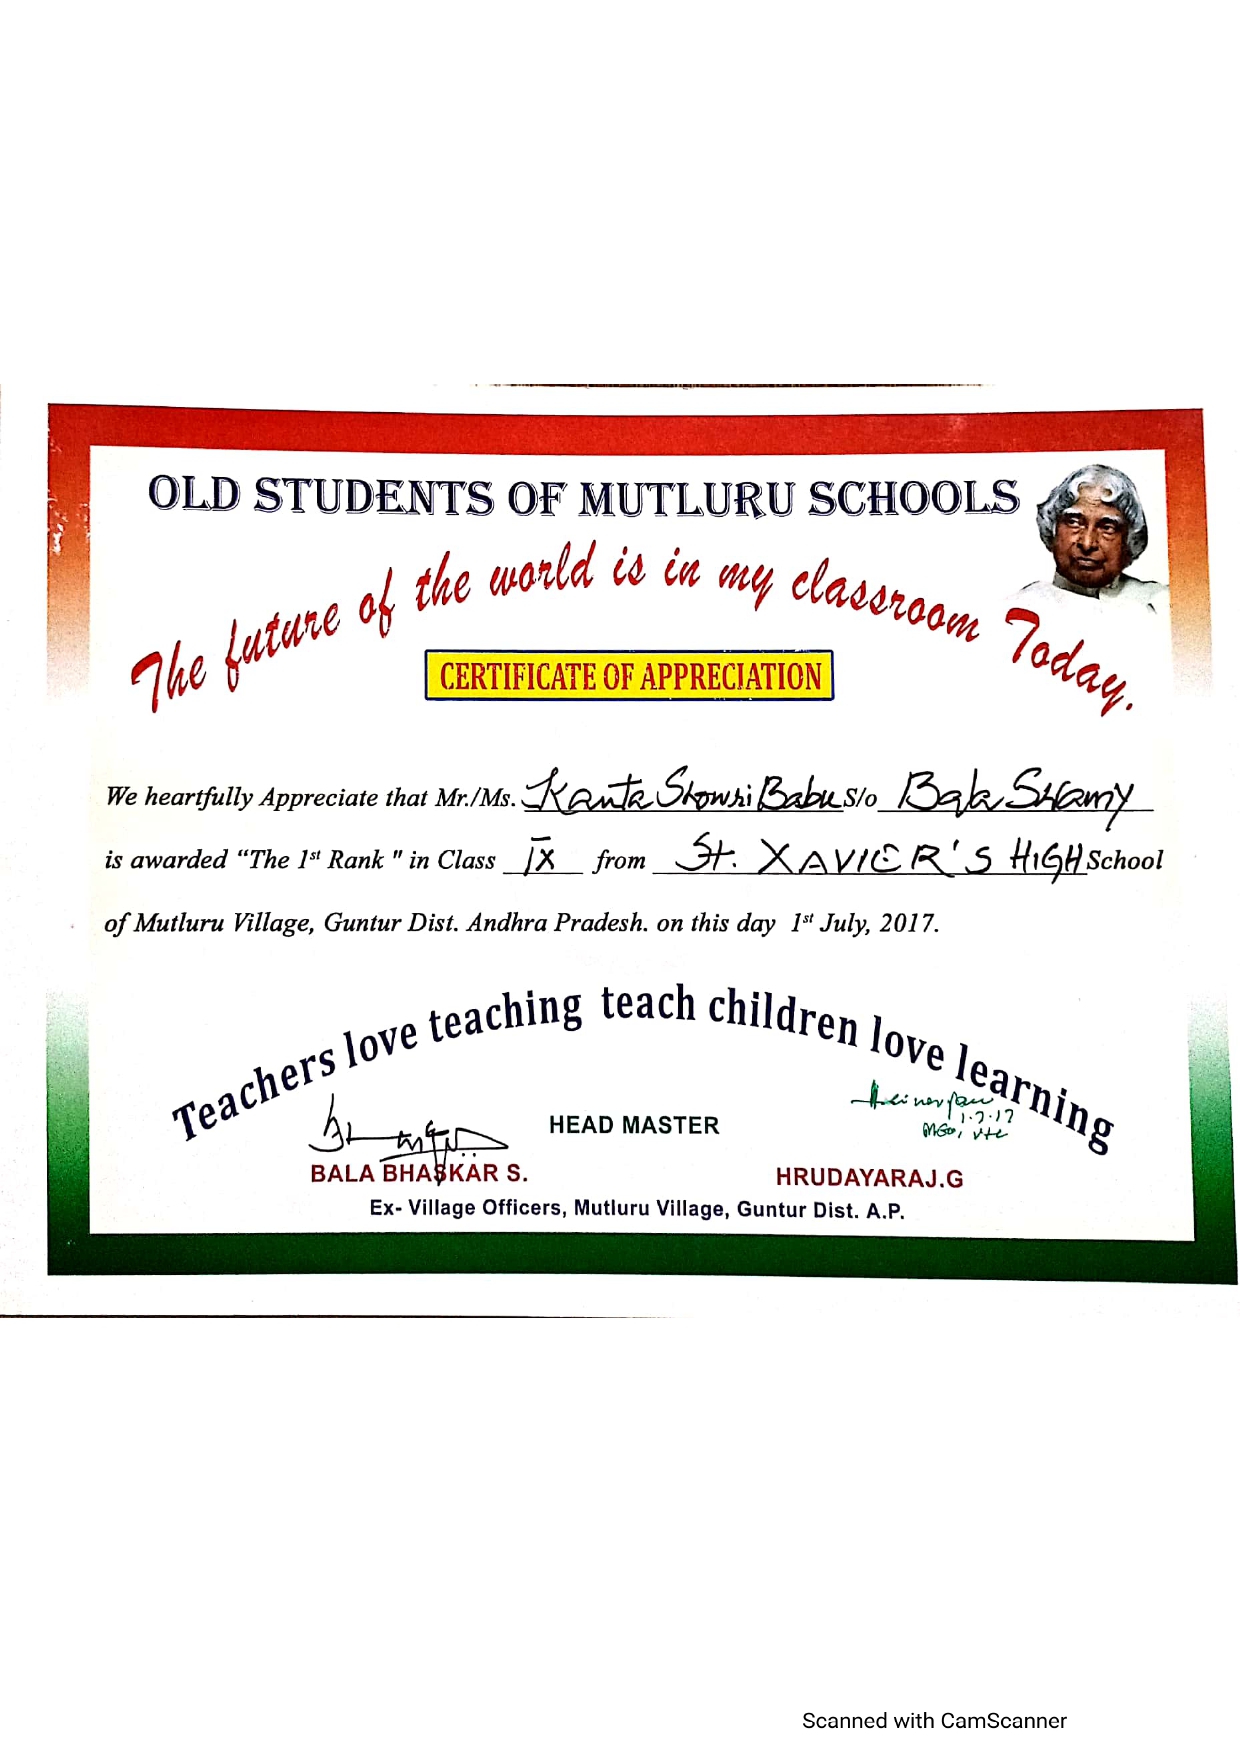 OLD STUDENTS OF MUTLURU SCHOOLS
The future of the world is in my classroom Today.
CERTIFICATE OF APPRECIATION
We heartfully Appreciate that Mr./Ms. Kanta Showri Babu S/o Bala Swamy
is awarded “The 1st Rank " in Class IX from St. XAVIER'S HIGH School
of Mutluru Village, Guntur Dist. Andhra Pradesh. on this day 1st July, 2017.
Teachers love teaching teach children love learning
HEAD MASTER
1.7.17
BALA BHASKAR S. HRUDAYARAJ.G
Ex- Village Officers, Mutluru Village, Guntur Dist. A.P.
Scanned with CamScanner